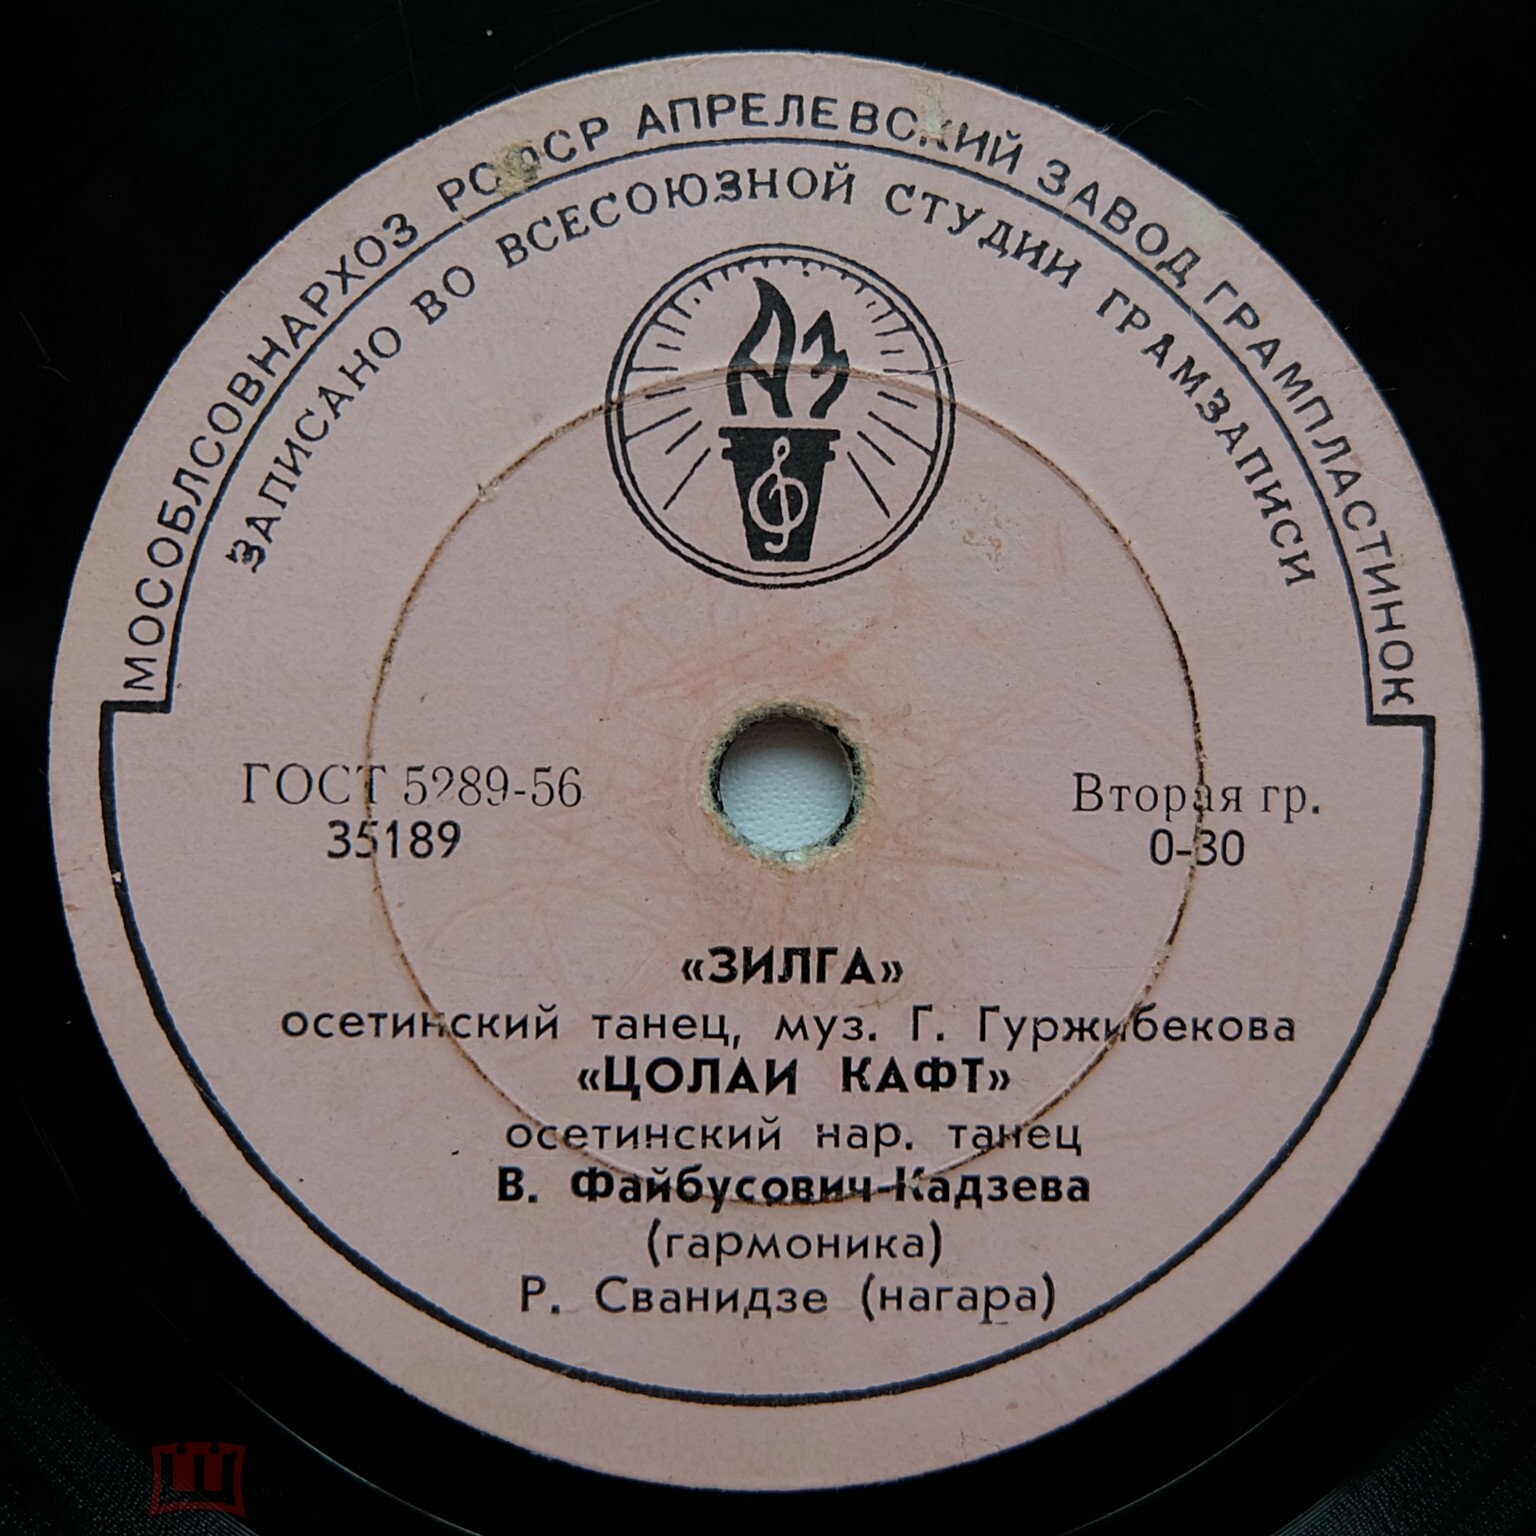 МОСОБЛСОВНАРХОЗ РСФСР АПРЕЛЕВСКИЙ ЗАВОД ГРАМПЛАСТИНОК
ЗАПИСАНО ВО ВСЕСОЮЗНОЙ СТУДИИ ГРАМЗАПИСИ
ГОСТ 5289-56
35189
Вторая гр.
0-30
«ЗИЛГА»
осетинский танец, муз. Г. Гуржибекова
«ЦОЛАИ КАФТ»
осетинский нар. танец
В. Файбусович-Кадзева
(гармоника)
Р. Сванидзе (нагара)